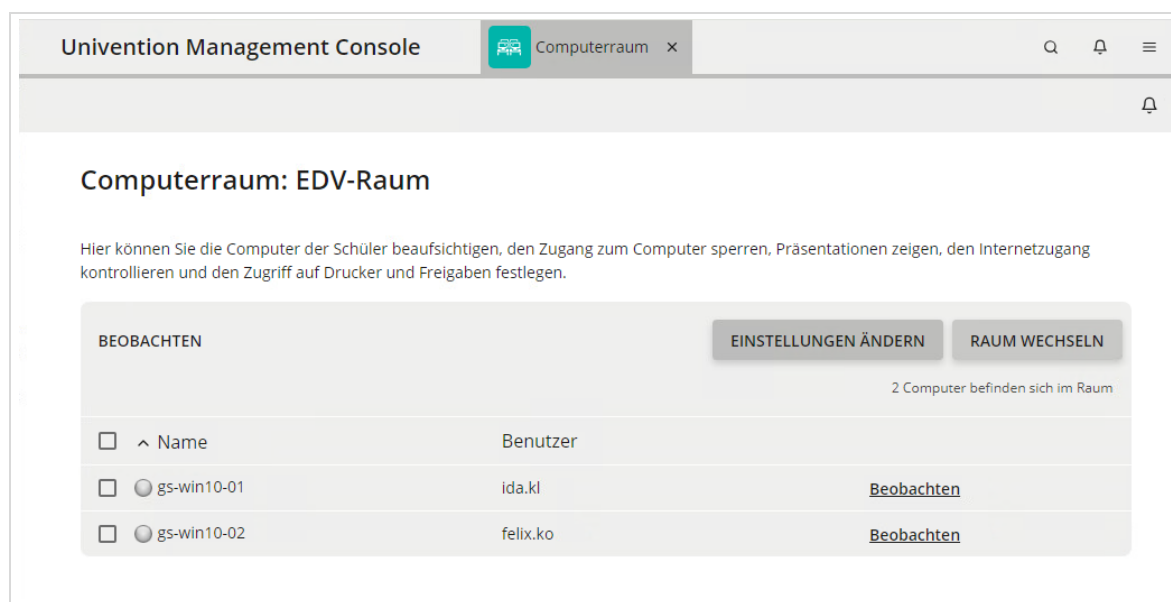 Univention Management Console
Computerraum
Computerraum: EDV-Raum
Hier können Sie die Computer der Schüler beaufsichtigen, den Zugang zum Computer sperren, Präsentationen zeigen, den Internetzugang
kontrollieren und den Zugriff auf Drucker und Freigaben festlegen.
BEOBACHTEN EINSTELLUNGEN ÄNDERN RAUM WECHSELN
2 Computer befinden sich im Raum
Name Benutzer
gs-win10-01 ida.kl Beobachten
gs-win10-02 felix.ko Beobachten